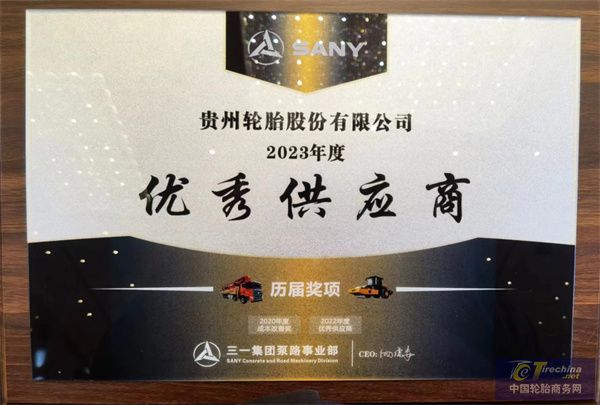 SANY
贵州轮胎股份有限公司
2023年度
优秀供应商
历届奖项
2020年度 2022年度
成本改善奖 优秀供应商
三一集团泵路事业部
SANY Concrete and Road Machinery Division
CEO:
Tirechina
.net
中国轮胎商务网